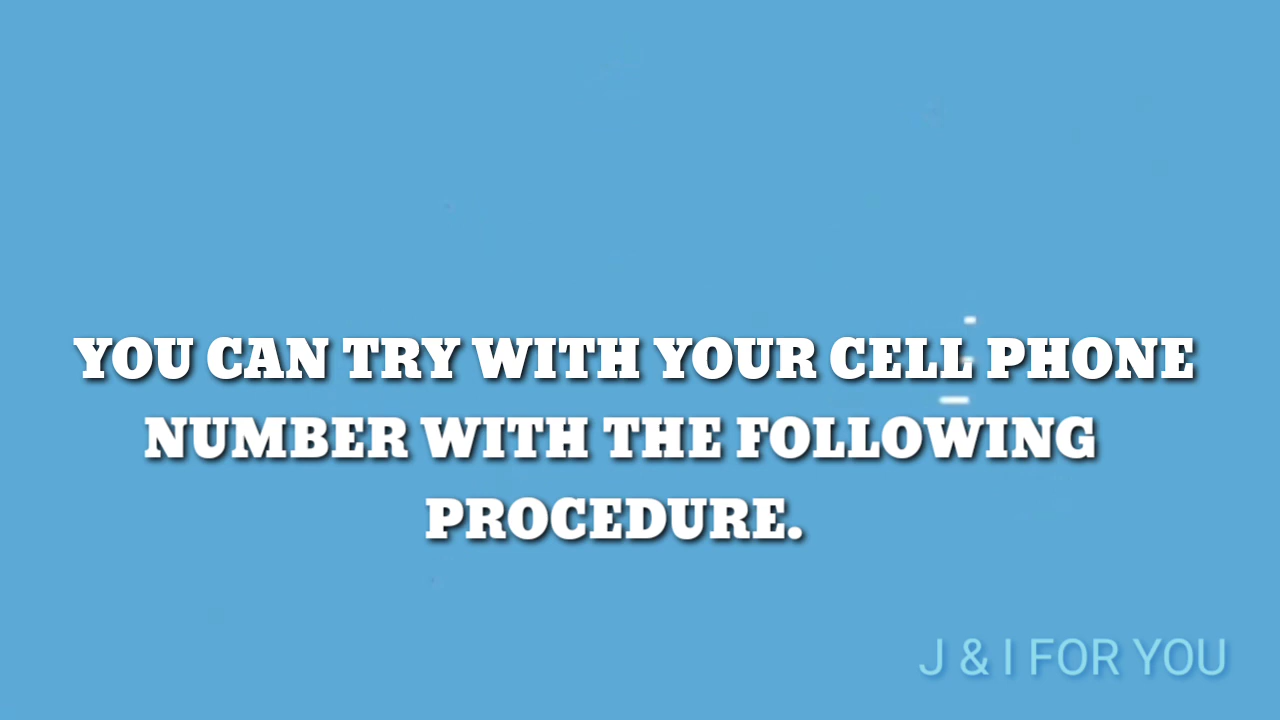 YOU CAN TRY WITH YOUR CELL PHONE
NUMBER WITH THE FOLLOWING
PROCEDURE.
J & I FOR YOU